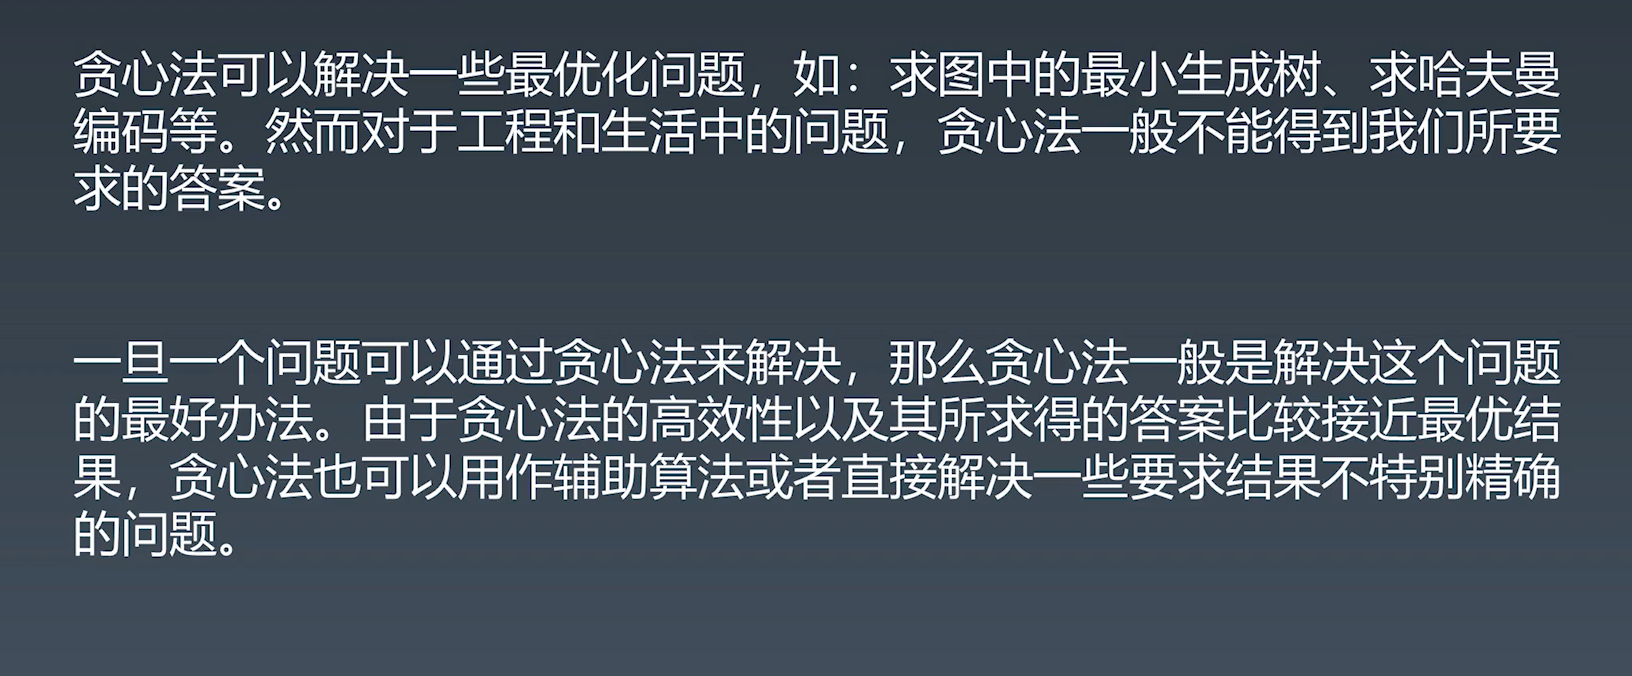 贪心法可以解决一些最优化问题，如：求图中的最小生成树、求哈夫曼
编码等。然而对于工程和生活中的问题，贪心法一般不能得到我们所要
求的答案。
一旦一个问题可以通过贪心法来解决，那么贪心法一般是解决这个问题
的最好办法。由于贪心法的高效性以及其所求得的答案比较接近最优结
果，贪心法也可以用作辅助算法或者直接解决一些要求结果不特别精确
的问题。